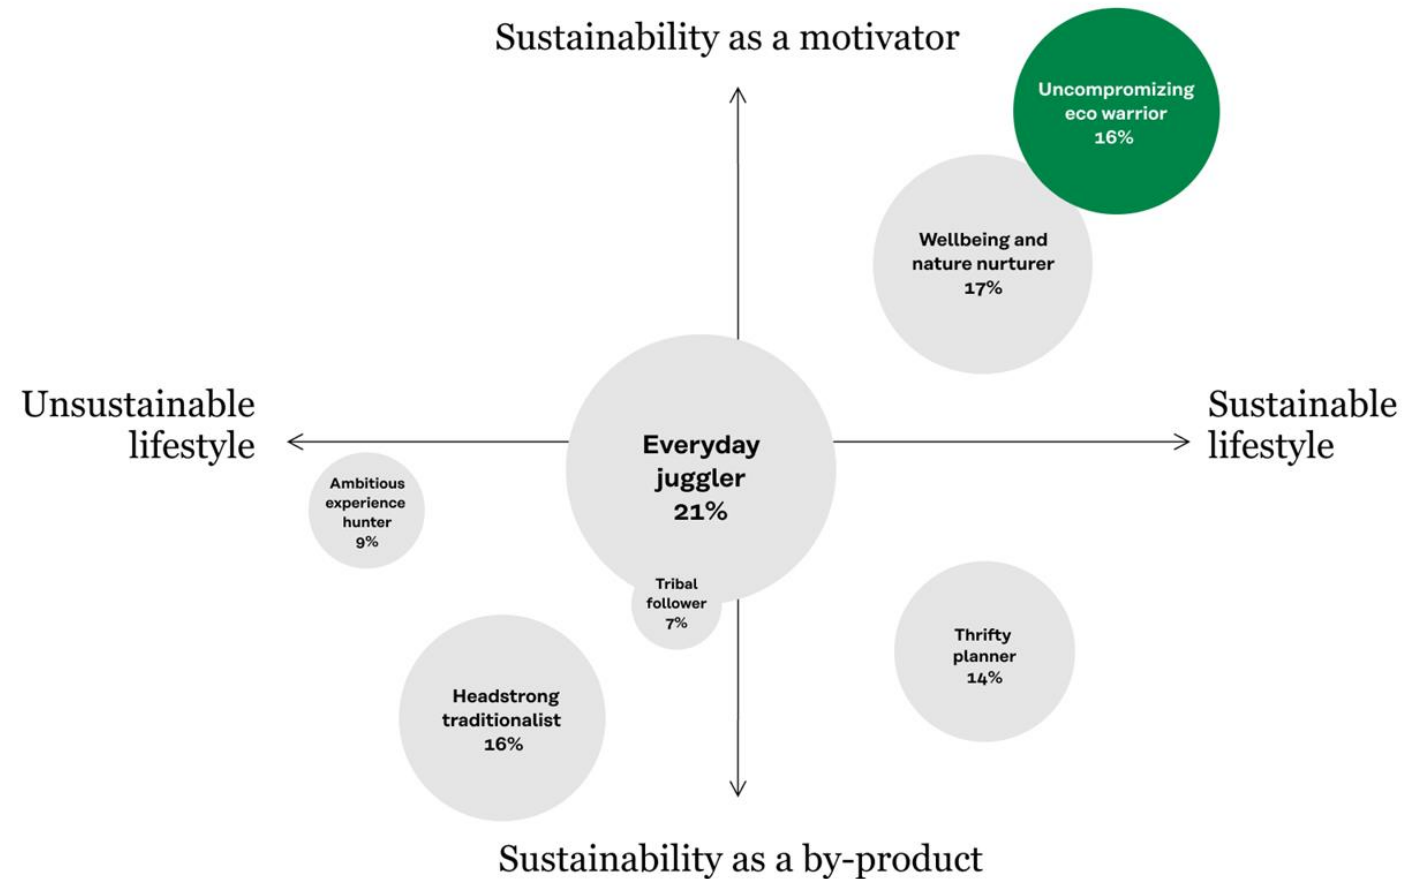 Sustainability as a motivator
Uncompromizing
eco warrior
16%
Wellbeing and
nature nurturer
17%
Unsustainable
lifestyle
Sustainable
lifestyle
Everyday
juggler
21%
Ambitious
experience
hunter
9%
Tribal
follower
7%
Thrifty
planner
14%
Headstrong
traditionalist
16%
Sustainability as a by-product